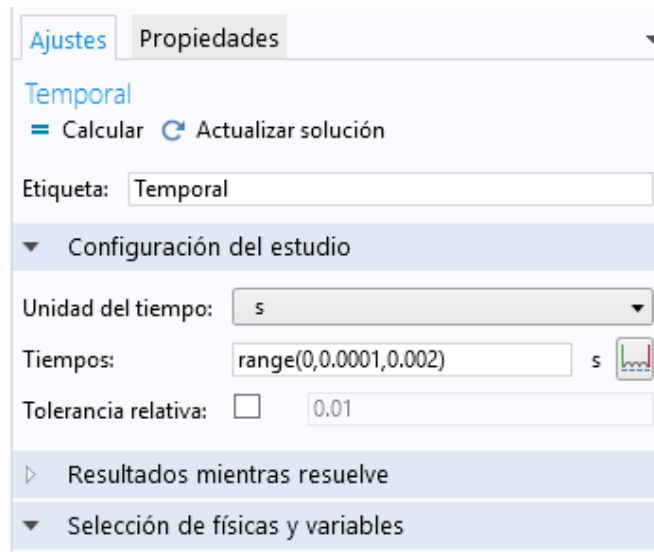 Ajustes Propiedades
Temporal
= Calcular Actualizar solución
Etiqueta: Temporal
Configuración del estudio
Unidad del tiempo: s
Tiempos: range(0,0.0001,0.002) s
Tolerancia relativa: 0.01
Resultados mientras resuelve
Selección de físicas y variables